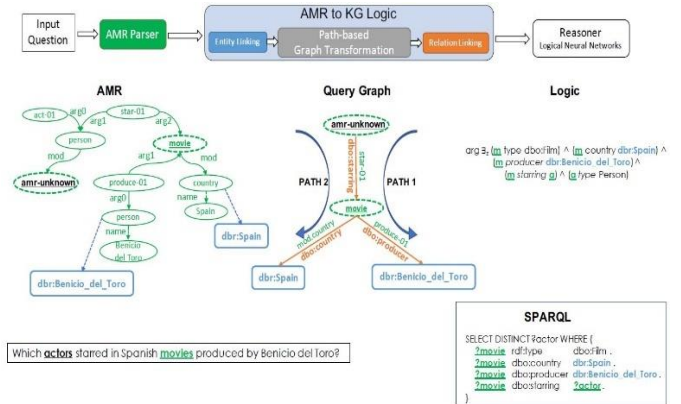 AMR to KG Logic
Input
Question
AMR Parser
Entity Linking
Path-based
Graph Transformation
Relation Linking
Reasoner
Logical Neural Networks
AMR
act-01
arg0
star-01
arg1
arg2
person
movie
mod
arg1
mod
amr-unknown
produce-01
country
arg0
name
person
Spain
name
Benicio
del Toro
dbr:Spain
dbr:Benicio_del_Toro
Query Graph
amr-unknown
star-01
dbo:starring
PATH 2
PATH 1
movie
mod:country
dbo:country
produce-01
dbo:producer
dbr:Spain
dbr:Benicio_del_Toro
Logic
(m type dbo:Film) ^ (m country dbr:Spain) ^
(m producer dbr:Benicio_del_Toro) ^
(m starring a) ^ (a type Person)
Which actors starred in Spanish movies produced by Benicio del Toro?
SPARQL
SELECT DISTINCT ?actor WHERE {
?movie rdf:type dbo:Film .
?movie dbo:country dbr:Spain .
?movie dbo:producer dbr:Benicio_del_Toro .
?movie dbo:starring ?actor .
}